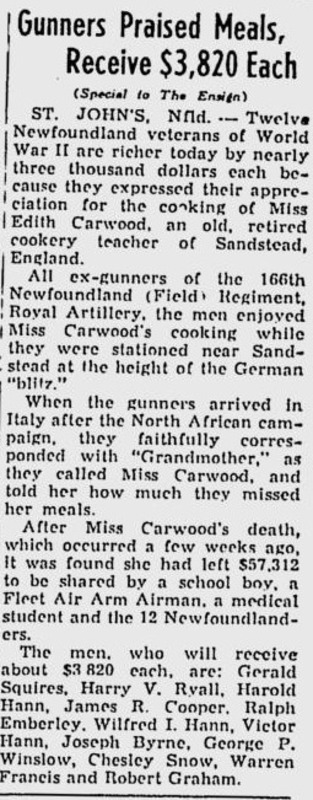 Gunners Praised Meals,
Receive $3,820 Each
(Special to The Ensign)
ST. JOHN'S, Nfld. — Twelve
Newfoundland veterans of World
War II are richer today by nearly
three thousand dollars each be-
cause they expressed their appre-
ciation for the cooking of Miss
Edith Carwood, an old, retired
cookery teacher of Sandstead,
England.
All ex-gunners of the 166th
Newfoundland (Field) Regiment,
Royal Artillery, the men enjoyed
Miss Carwood's cooking while
they were stationed near Sand-
stead at the height of the German
"blitz."
When the gunners arrived in
Italy after the North African cam-
paign, they faithfully corres-
ponded with "Grandmother," as
they called Miss Carwood, and
told her how much they missed
her meals.
After Miss Carwood's death,
which occurred a few weeks ago,
it was found she had left $57,312
to be shared by a school boy, a
Fleet Air Arm Airman, a medical
student and the 12 Newfoundland-
ers.
The men, who will receive
about $3 820 each, are: Gerald
Squires, Harry V. Ryall, Harold
Hann, James R. Cooper, Ralph
Emberley, Wilfred I. Hann, Victor
Hann, Joseph Byrne, George P.
Winslow, Chesley Snow, Warren
Francis and Robert Graham.